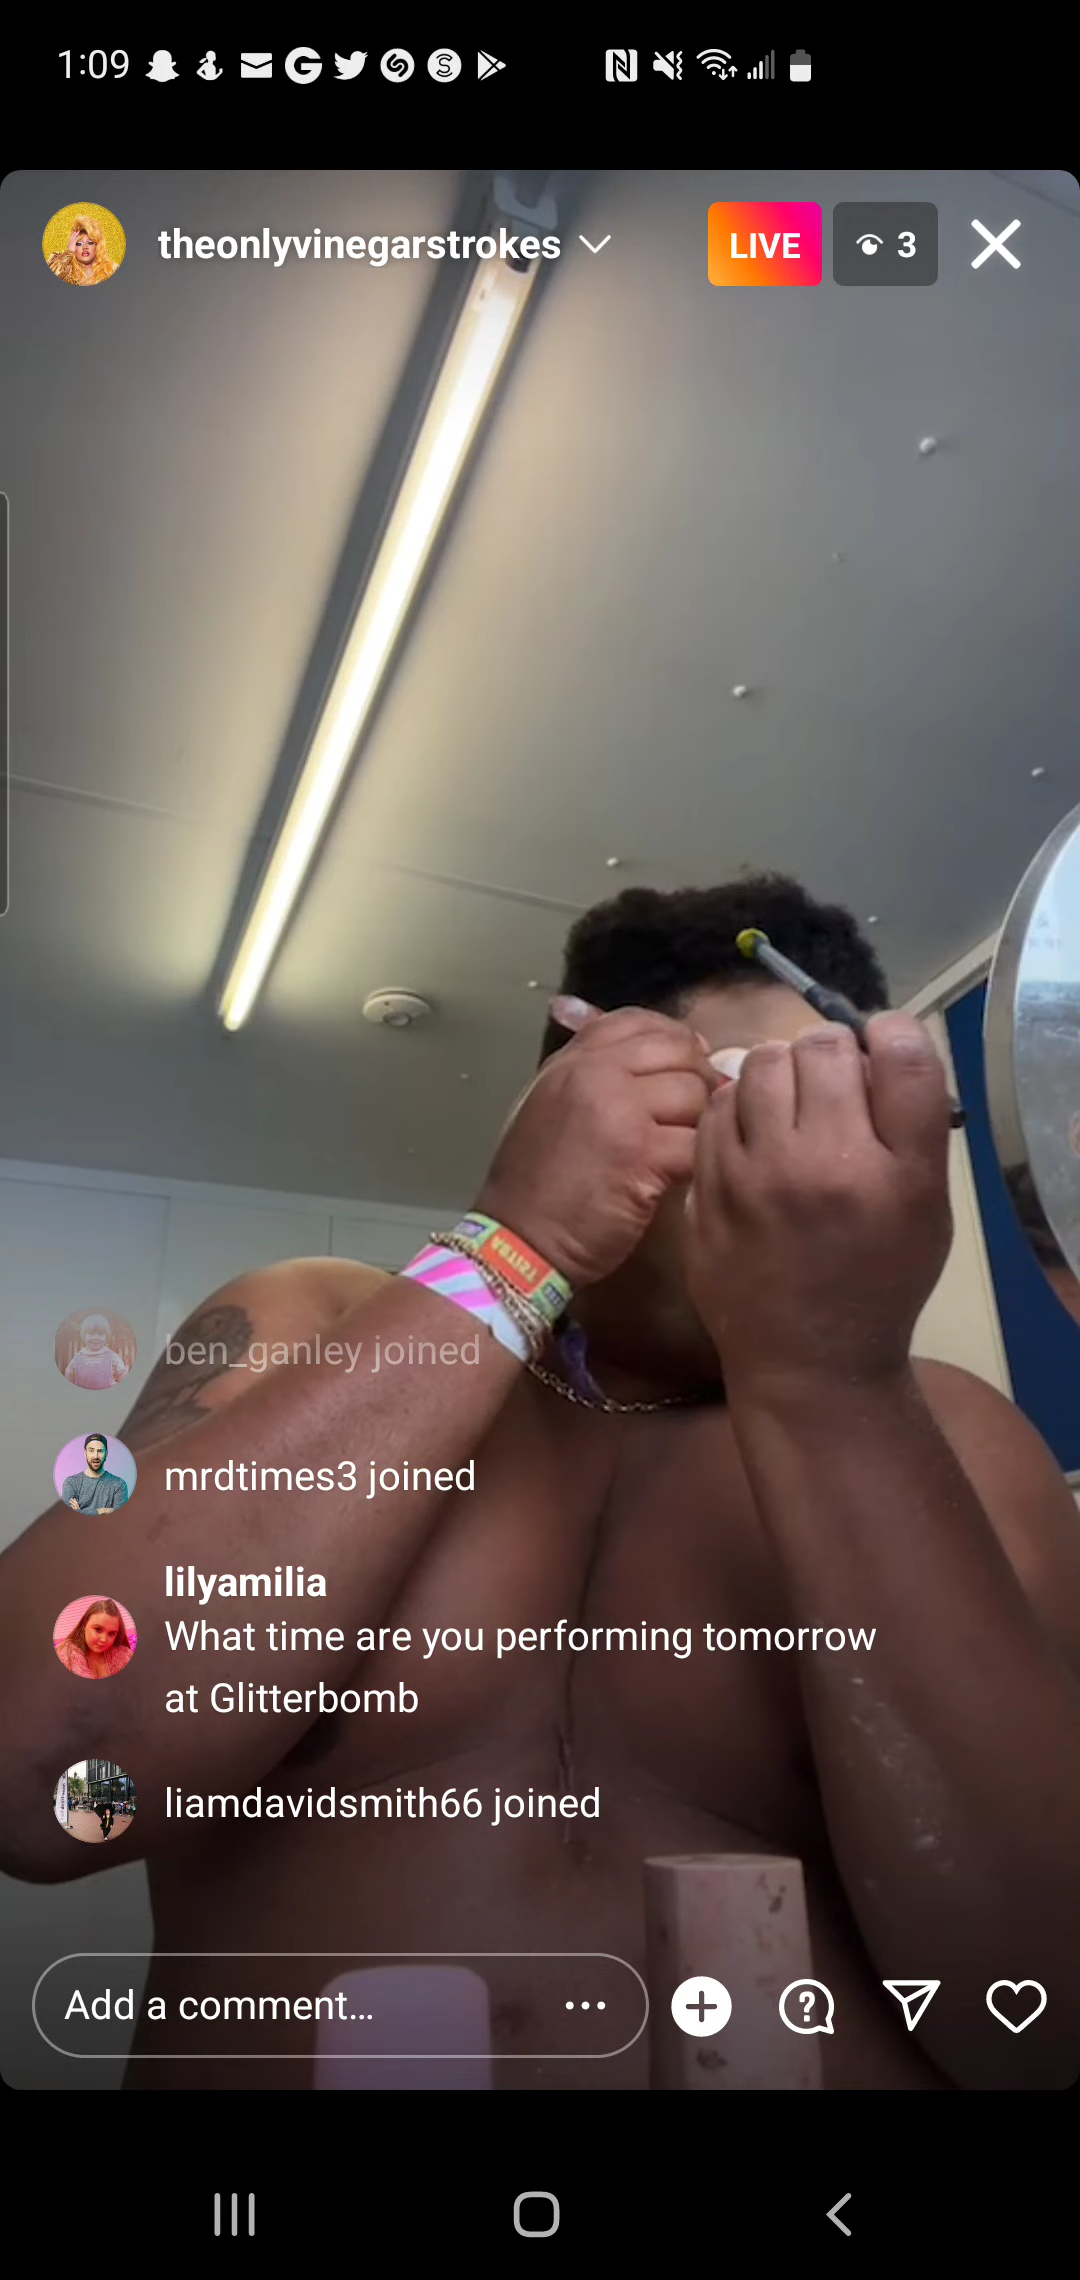 1:09
theonlyvinegarstrokes
LIVE
3
ARTIST
ben_ganley joined
mrdtimes3 joined
lilyamilia
What time are you performing tomorrow
at Glitterbomb
liamdavidsmith66 joined
Add a comment...